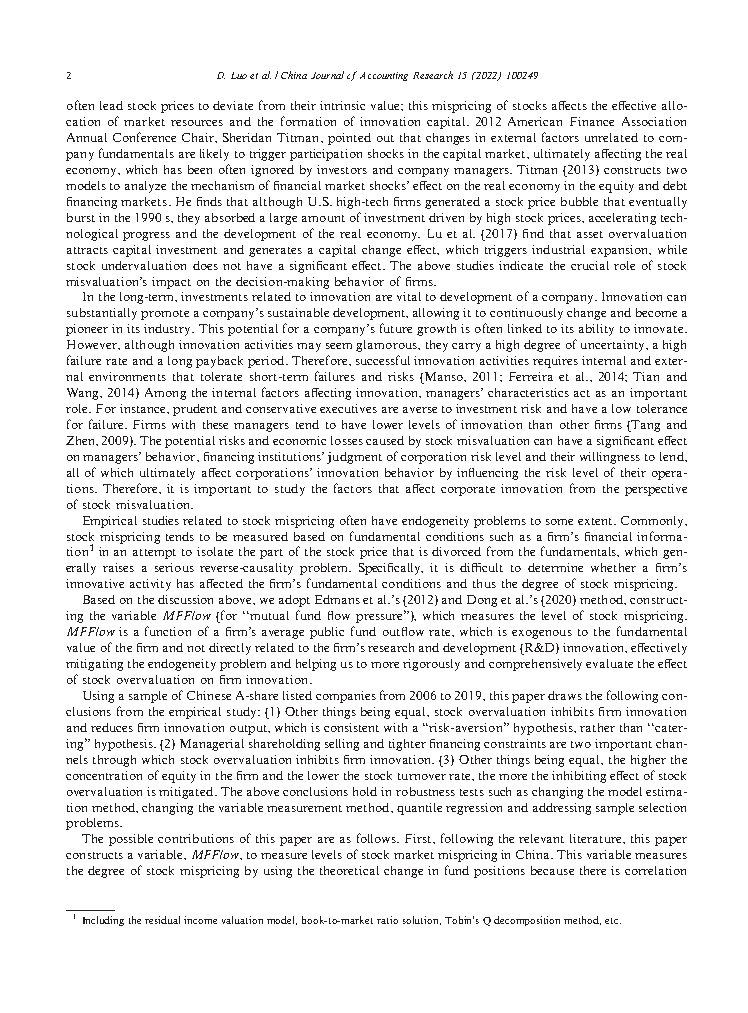 2 D. Luo et al. / China Journal of Accounting Research 15 (2022) 100249
often lead stock prices to deviate from their intrinsic value; this mispricing of stocks affects the effective allo-
cation of market resources and the formation of innovation capital. 2012 American Finance Association
Annual Conference Chair, Sheridan Titman, pointed out that changes in external factors unrelated to com-
pany fundamentals are likely to trigger participation shocks in the capital market, ultimately affecting the real
economy, which has been often ignored by investors and company managers. Titman (2013) constructs two
models to analyze the mechanism of financial market shocks' effect on the real economy in the equity and debt
financing markets. He finds that although U.S. high-tech firms generated a stock price bubble that eventually
burst in the 1990 s, they absorbed a large amount of investment driven by high stock prices, accelerating tech-
nological progress and the development of the real economy. Lu et al. (2017) find that asset overvaluation
attracts capital investment and generates a capital change effect, which triggers industrial expansion, while
stock undervaluation does not have a significant effect. The above studies indicate the crucial role of stock
misvaluation's impact on the decision-making behavior of firms.
In the long-term, investments related to innovation are vital to development of a company. Innovation can
substantially promote a company's sustainable development, allowing it to continuously change and become a
pioneer in its industry. This potential for a company's future growth is often linked to its ability to innovate.
However, although innovation activities may seem glamorous, they carry a high degree of uncertainty, a high
failure rate and a long payback period. Therefore, successful innovation activities requires internal and exter-
nal environments that tolerate short-term failures and risks (Manso, 2011; Ferreira et al., 2014; Tian and
Wang, 2014) Among the internal factors affecting innovation, managers' characteristics act as an important
role. For instance, prudent and conservative executives are averse to investment risk and have a low tolerance
for failure. Firms with these managers tend to have lower levels of innovation than other firms (Tang and
Zhen, 2009). The potential risks and economic losses caused by stock misvaluation can have a significant effect
on managers' behavior, financing institutions' judgment of corporation risk level and their willingness to lend,
all of which ultimately affect corporations' innovation behavior by influencing the risk level of their opera-
tions. Therefore, it is important to study the factors that affect corporate innovation from the perspective
of stock misvaluation.
Empirical studies related to stock mispricing often have endogeneity problems to some extent. Commonly,
stock mispricing tends to be measured based on fundamental conditions such as a firm's financial informa-
tion1 in an attempt to isolate the part of the stock price that is divorced from the fundamentals, which gen-
erally raises a serious reverse-causality problem. Specifically, it is difficult to determine whether a firm's
innovative activity has affected the firm's fundamental conditions and thus the degree of stock mispricing.
Based on the discussion above, we adopt Edmans et al.'s (2012) and Dong et al.'s (2020) method, construct-
ing the variable MFFlow (for "mutual fund flow pressure"), which measures the level of stock mispricing.
MFFlow is a function of a firm's average public fund outflow rate, which is exogenous to the fundamental
value of the firm and not directly related to the firm's research and development (R&D) innovation, effectively
mitigating the endogeneity problem and helping us to more rigorously and comprehensively evaluate the effect
of stock overvaluation on firm innovation.
Using a sample of Chinese A-share listed companies from 2006 to 2019, this paper draws the following con-
clusions from the empirical study: (1) Other things being equal, stock overvaluation inhibits firm innovation
and reduces firm innovation output, which is consistent with a "risk-aversion" hypothesis, rather than "cater-
ing" hypothesis. (2) Managerial shareholding selling and tighter financing constraints are two important chan-
nels through which stock overvaluation inhibits firm innovation. (3) Other things being equal, the higher the
concentration of equity in the firm and the lower the stock turnover rate, the more the inhibiting effect of stock
overvaluation is mitigated. The above conclusions hold in robustness tests such as changing the model estima-
tion method, changing the variable measurement method, quantile regression and addressing sample selection
problems.
The possible contributions of this paper are as follows. First, following the relevant literature, this paper
constructs a variable, MFFlow, to measure levels of stock market mispricing in China. This variable measures
the degree of stock mispricing by using the theoretical change in fund positions because there is correlation
1 Including the residual income valuation model, book-to-market ratio solution, Tobin's Q decomposition method, etc.